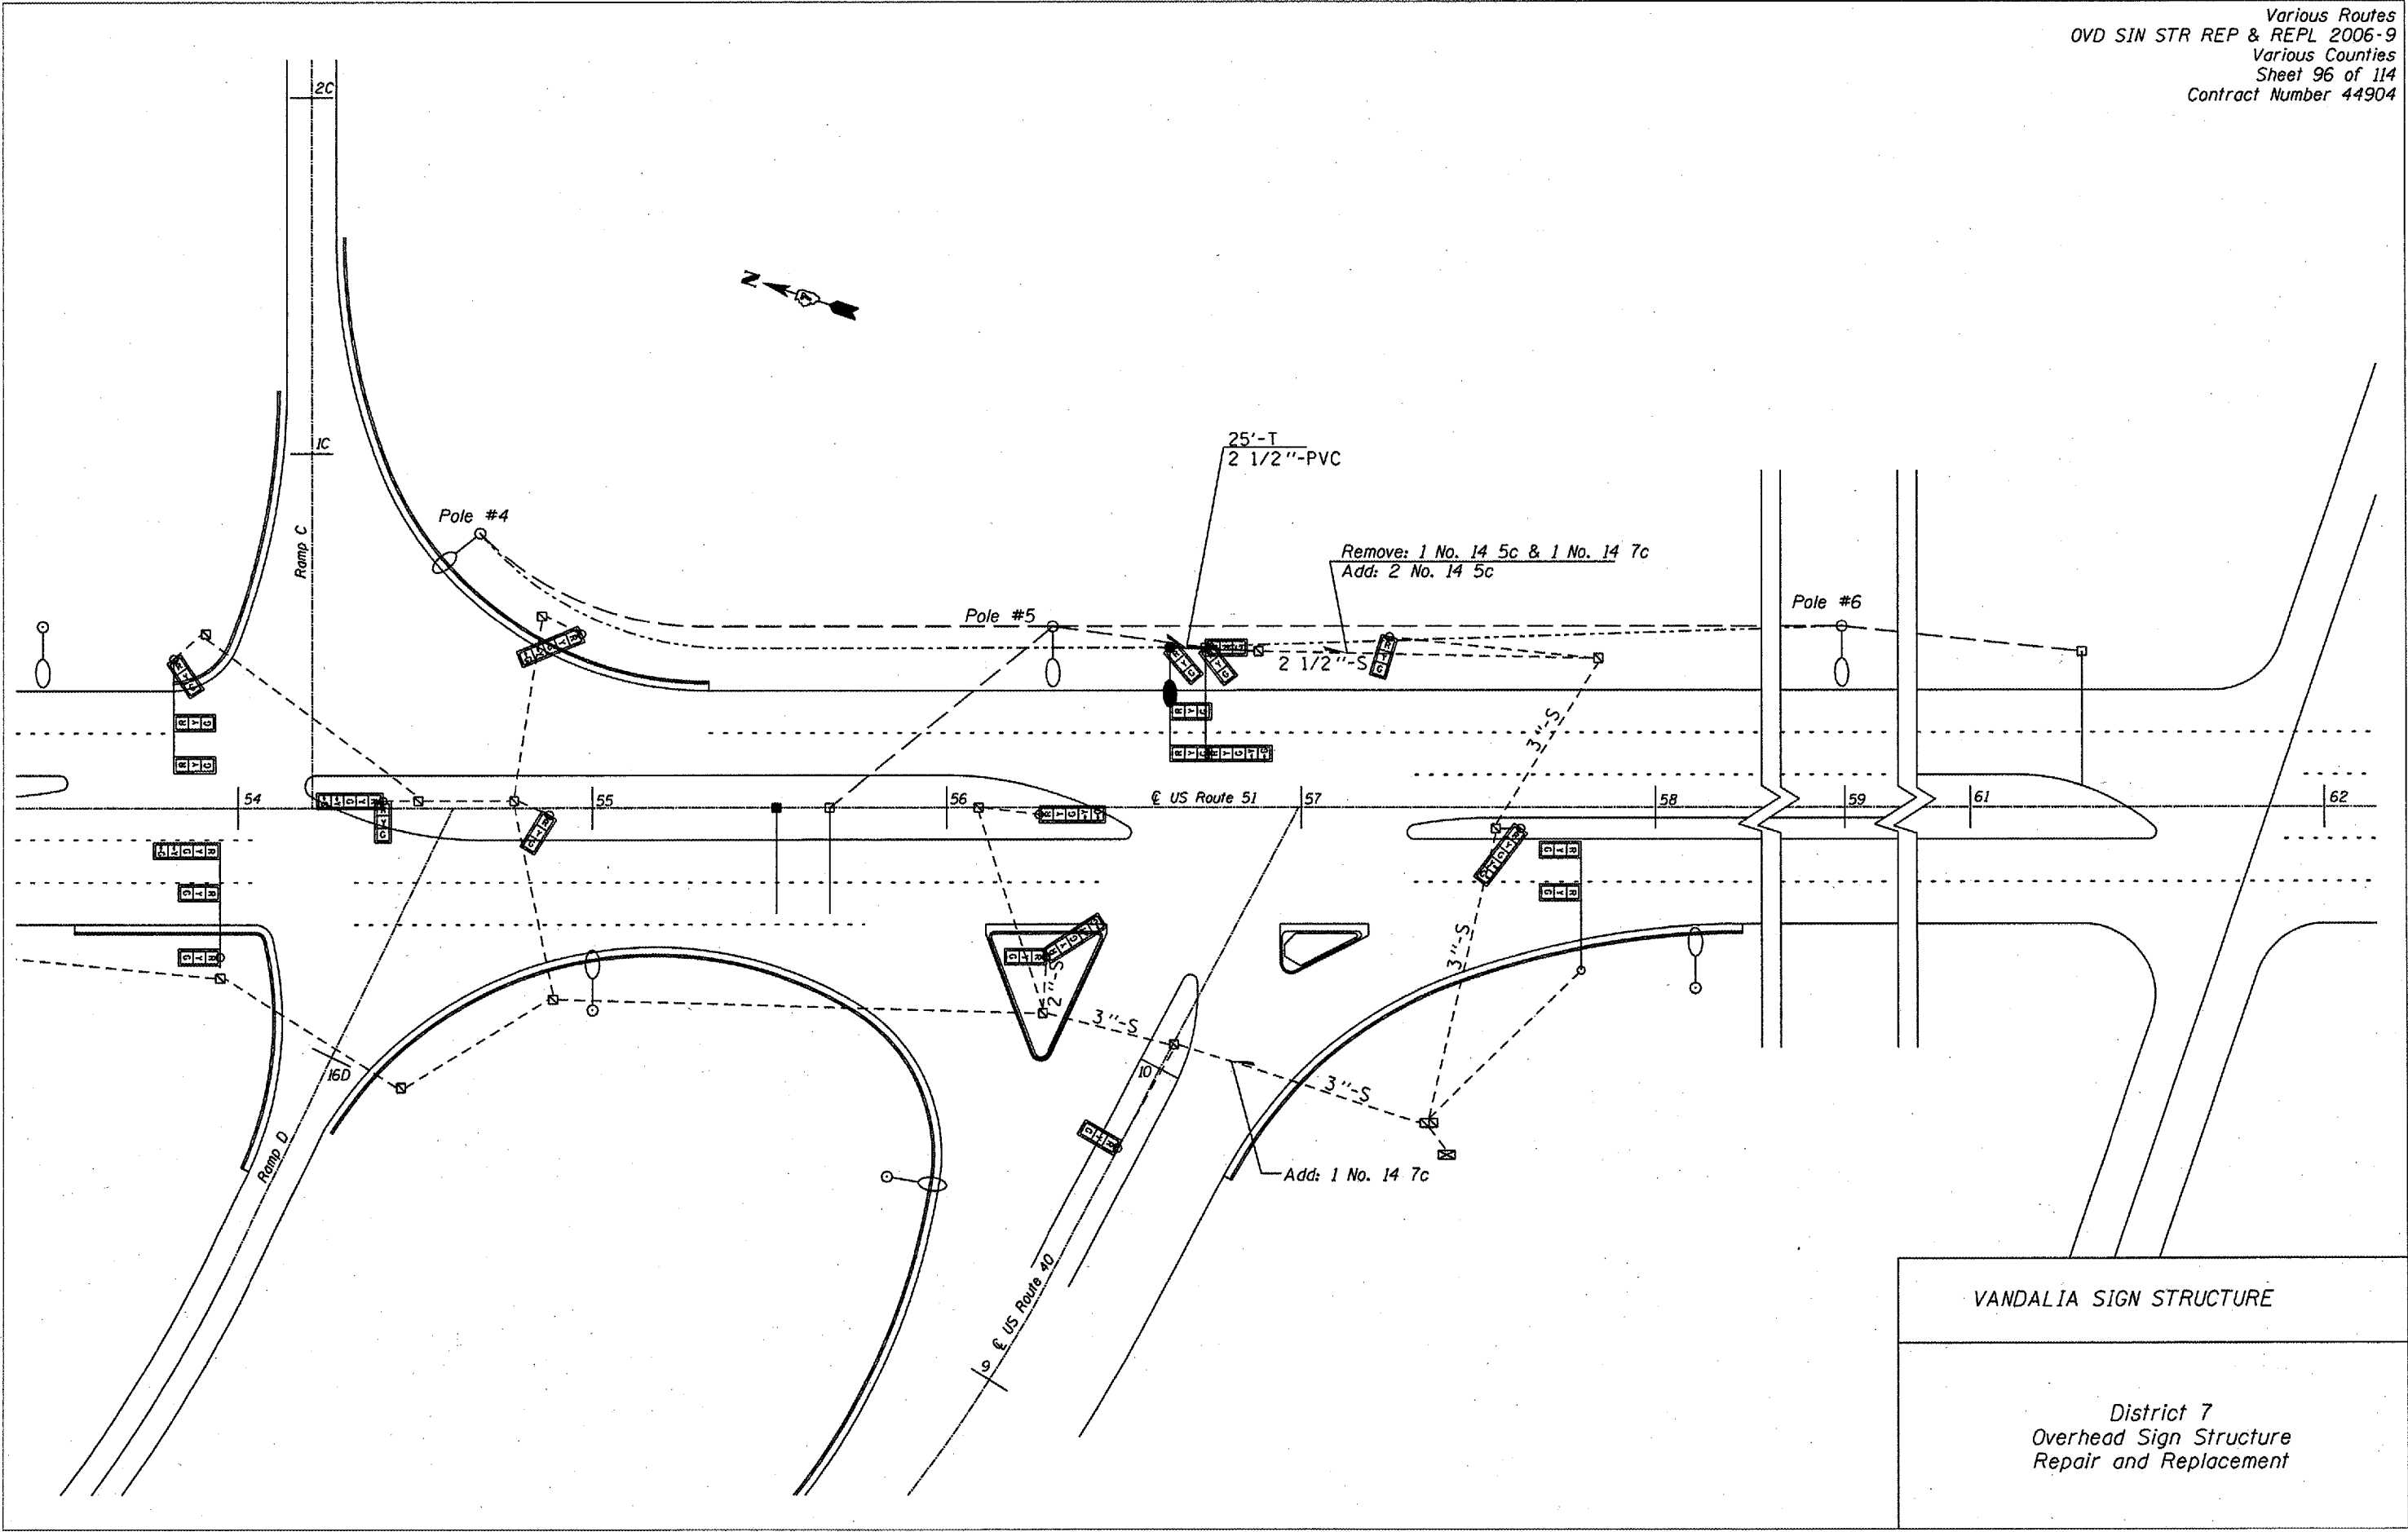 Various Routes
OVD SIN STR REP & REPL 2006-9
Various Counties
Sheet 96 of 114
Contract Number 44904
2C
N
1C
Ramp C
25'-T
2 1/2"-PVC
Pole #4
Remove: 1 No. 14 5c & 1 No. 14 7c
Add: 2 No. 14 5c
Pole #5
Pole #6
2 1/2"-S
3"-S
54
55
56
℄ US Route 51
57
58
59
61
62
3"-S
2"-S
3"-S
3"-S
16D
10
Ramp D
Add: 1 No. 14 7c
℄ US Route 40
9
R Y G
R Y G
R Y G
R Y G
R Y G
R Y G
R Y G
R Y G
R Y G
VANDALIA SIGN STRUCTURE
District 7
Overhead Sign Structure
Repair and Replacement